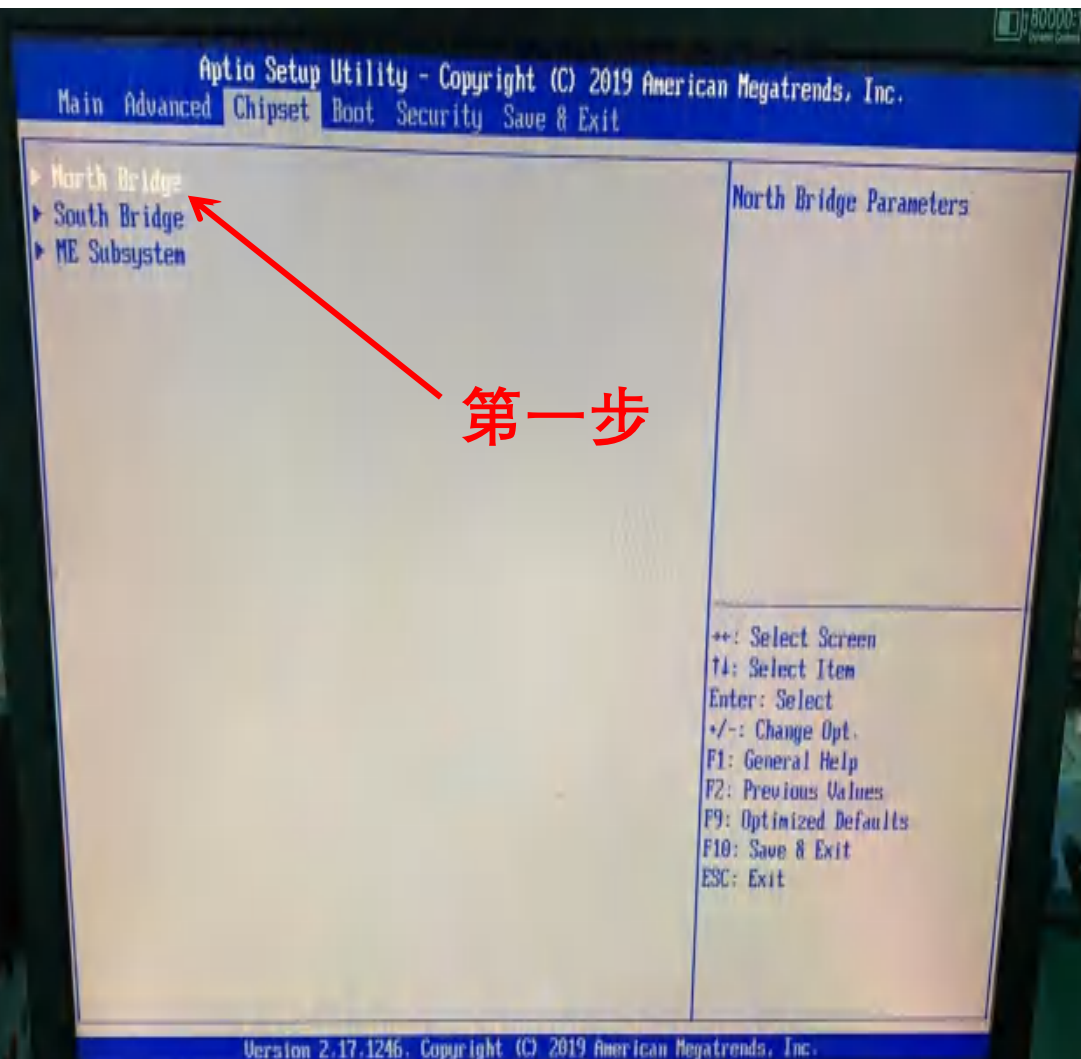 Aptio Setup Utility - Copyright (C) 2019 American Megatrends, Inc.
Main Advanced Chipset Boot Security Save & Exit
North Bridge
South Bridge
ME Subsystem
North Bridge Parameters
第一步
→←: Select Screen
↑↓: Select Item
Enter: Select
+/-: Change Opt.
F1: General Help
F2: Previous Values
F9: Optimized Defaults
F10: Save & Exit
ESC: Exit
Version 2.17.1246. Copyright (C) 2019 American Megatrends, Inc.